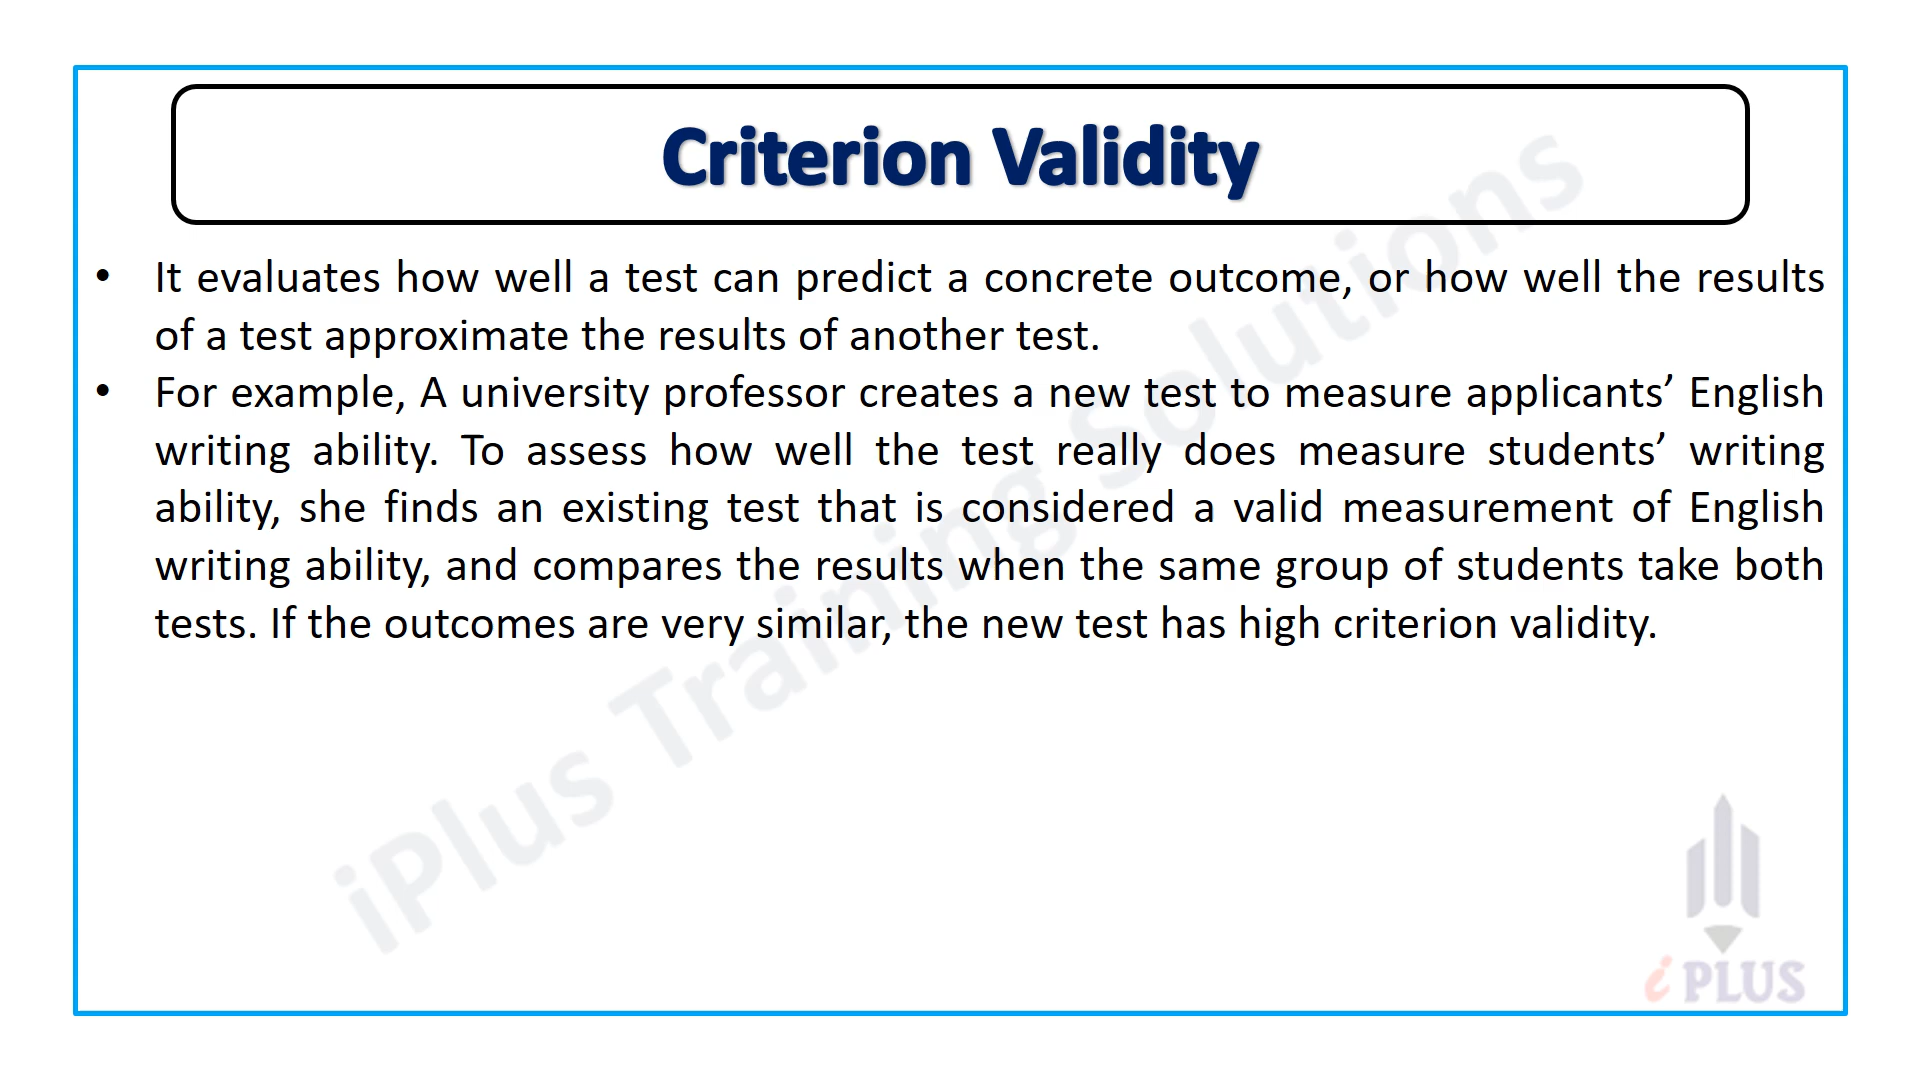 Criterion Validity
• It evaluates how well a test can predict a concrete outcome, or how well the results
of a test approximate the results of another test.
• For example, A university professor creates a new test to measure applicants’ English
writing ability. To assess how well the test really does measure students’ writing
ability, she finds an existing test that is considered a valid measurement of English
writing ability, and compares the results when the same group of students take both
tests. If the outcomes are very similar, the new test has high criterion validity.
iPlus Training Solutions
i PLUS